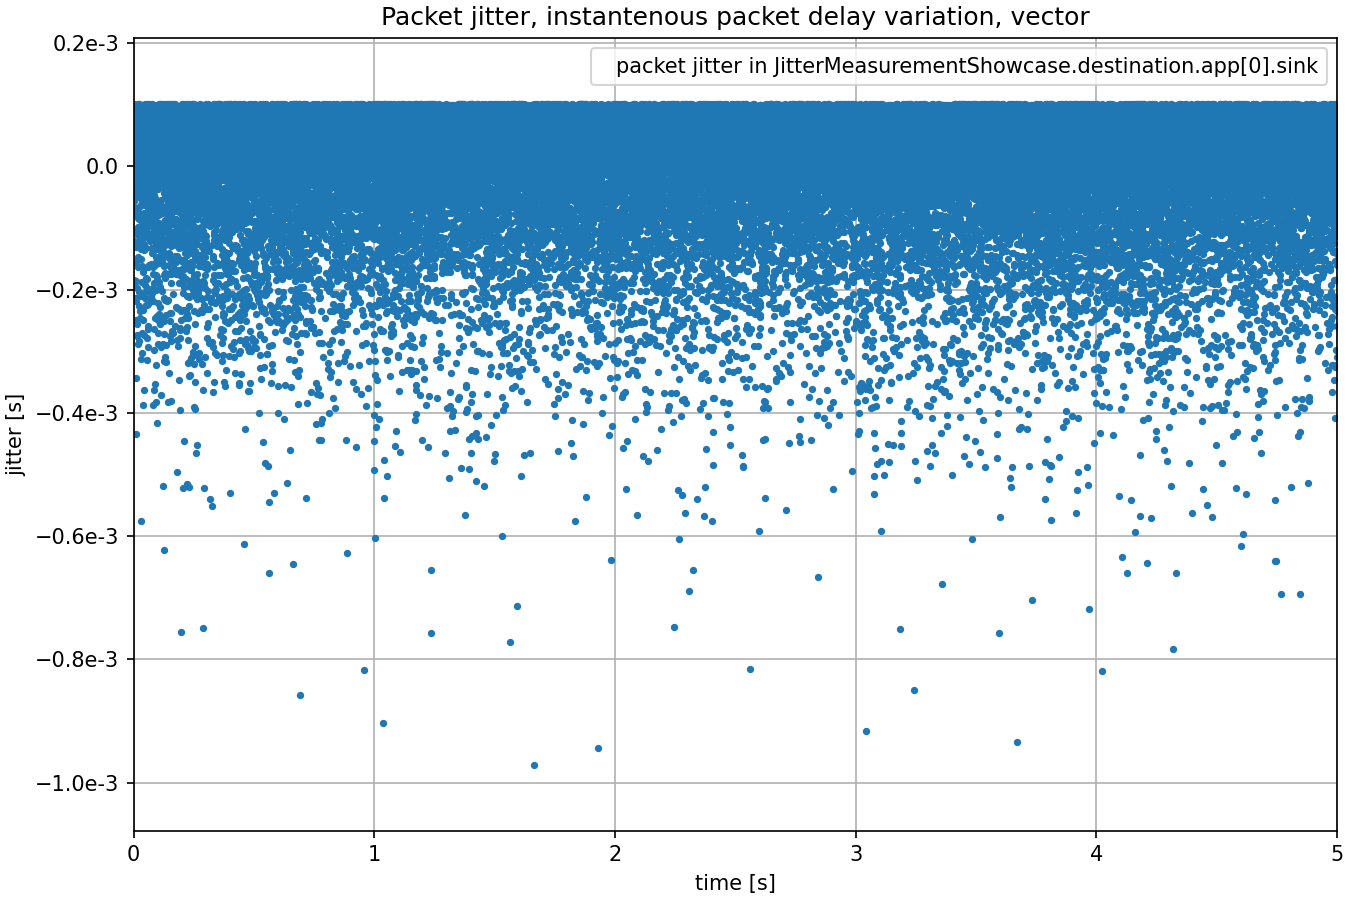 Packet jitter, instantenous packet delay variation, vector
packet jitter in JitterMeasurementShowcase.destination.app[0].sink
0.2e-3
0.0
−0.2e-3
−0.4e-3
−0.6e-3
−0.8e-3
−1.0e-3
jitter [s]
0 1 2 3 4 5
time [s]